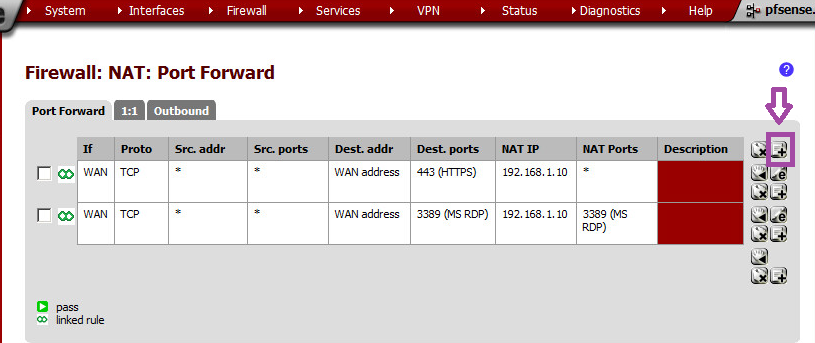 System Interfaces Firewall Services VPN Status Diagnostics Help pfsense.
Firewall: NAT: Port Forward
?
Port Forward 1:1 Outbound
If Proto Src. addr Src. ports Dest. addr Dest. ports NAT IP NAT Ports Description
WAN TCP * * WAN address 443 (HTTPS) 192.168.1.10 *
WAN TCP * * WAN address 3389 (MS RDP) 192.168.1.10 3389 (MS
RDP)
pass
linked rule